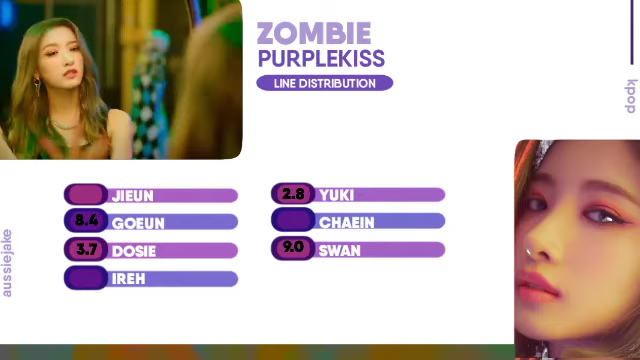 ZOMBIE
PURPLEKISS
LINE DISTRIBUTION
kpop
JIEUN
8.4 GOEUN
3.7 DOSIE
IREH
2.8 YUKI
CHAEIN
9.0 SWAN
aussiejake